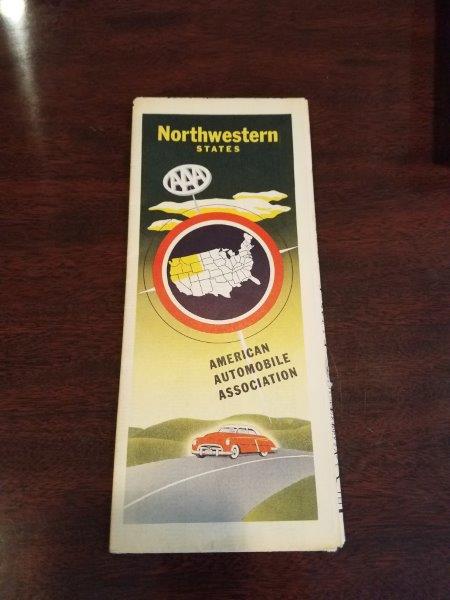 Northwestern
STATES
AAA
AMERICAN
AUTOMOBILE
ASSOCIATION